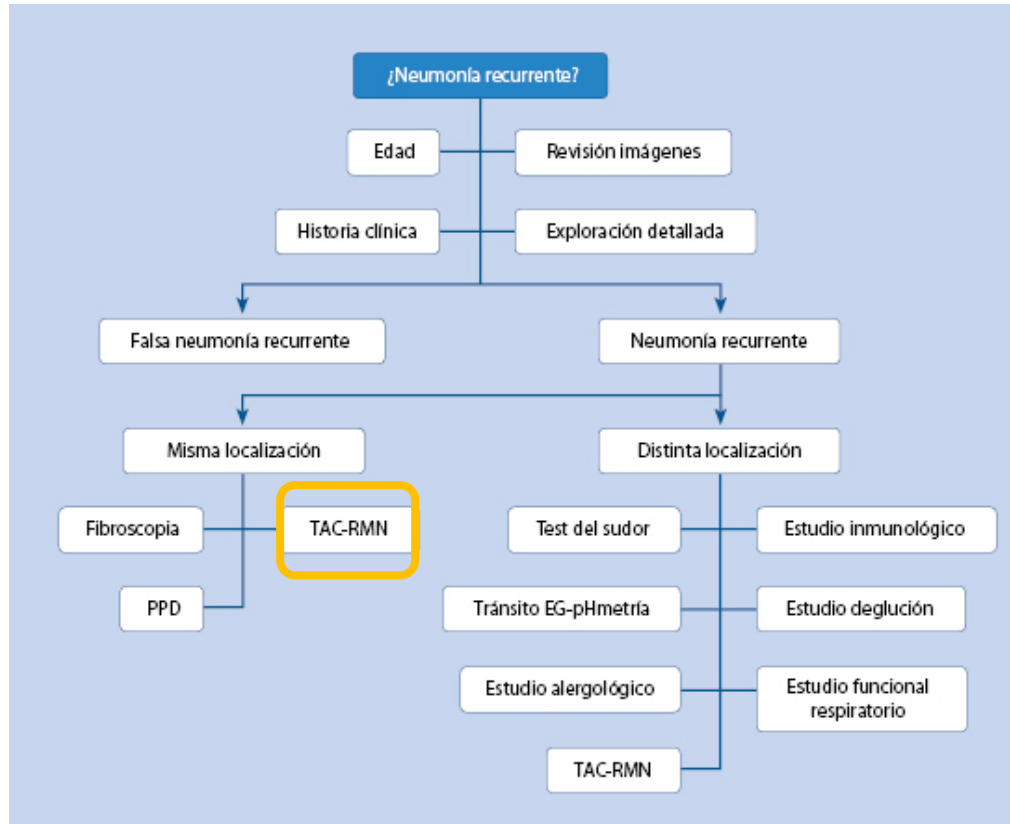 ¿Neumonía recurrente?
Edad
Revisión imágenes
Historia clínica
Exploración detallada
Falsa neumonía recurrente
Neumonía recurrente
Misma localización
Distinta localización
Fibroscopia
TAC-RMN
Test del sudor
Estudio inmunológico
PPD
Tránsito EG-pHmetría
Estudio deglución
Estudio alergológico
Estudio funcional
respiratorio
TAC-RMN